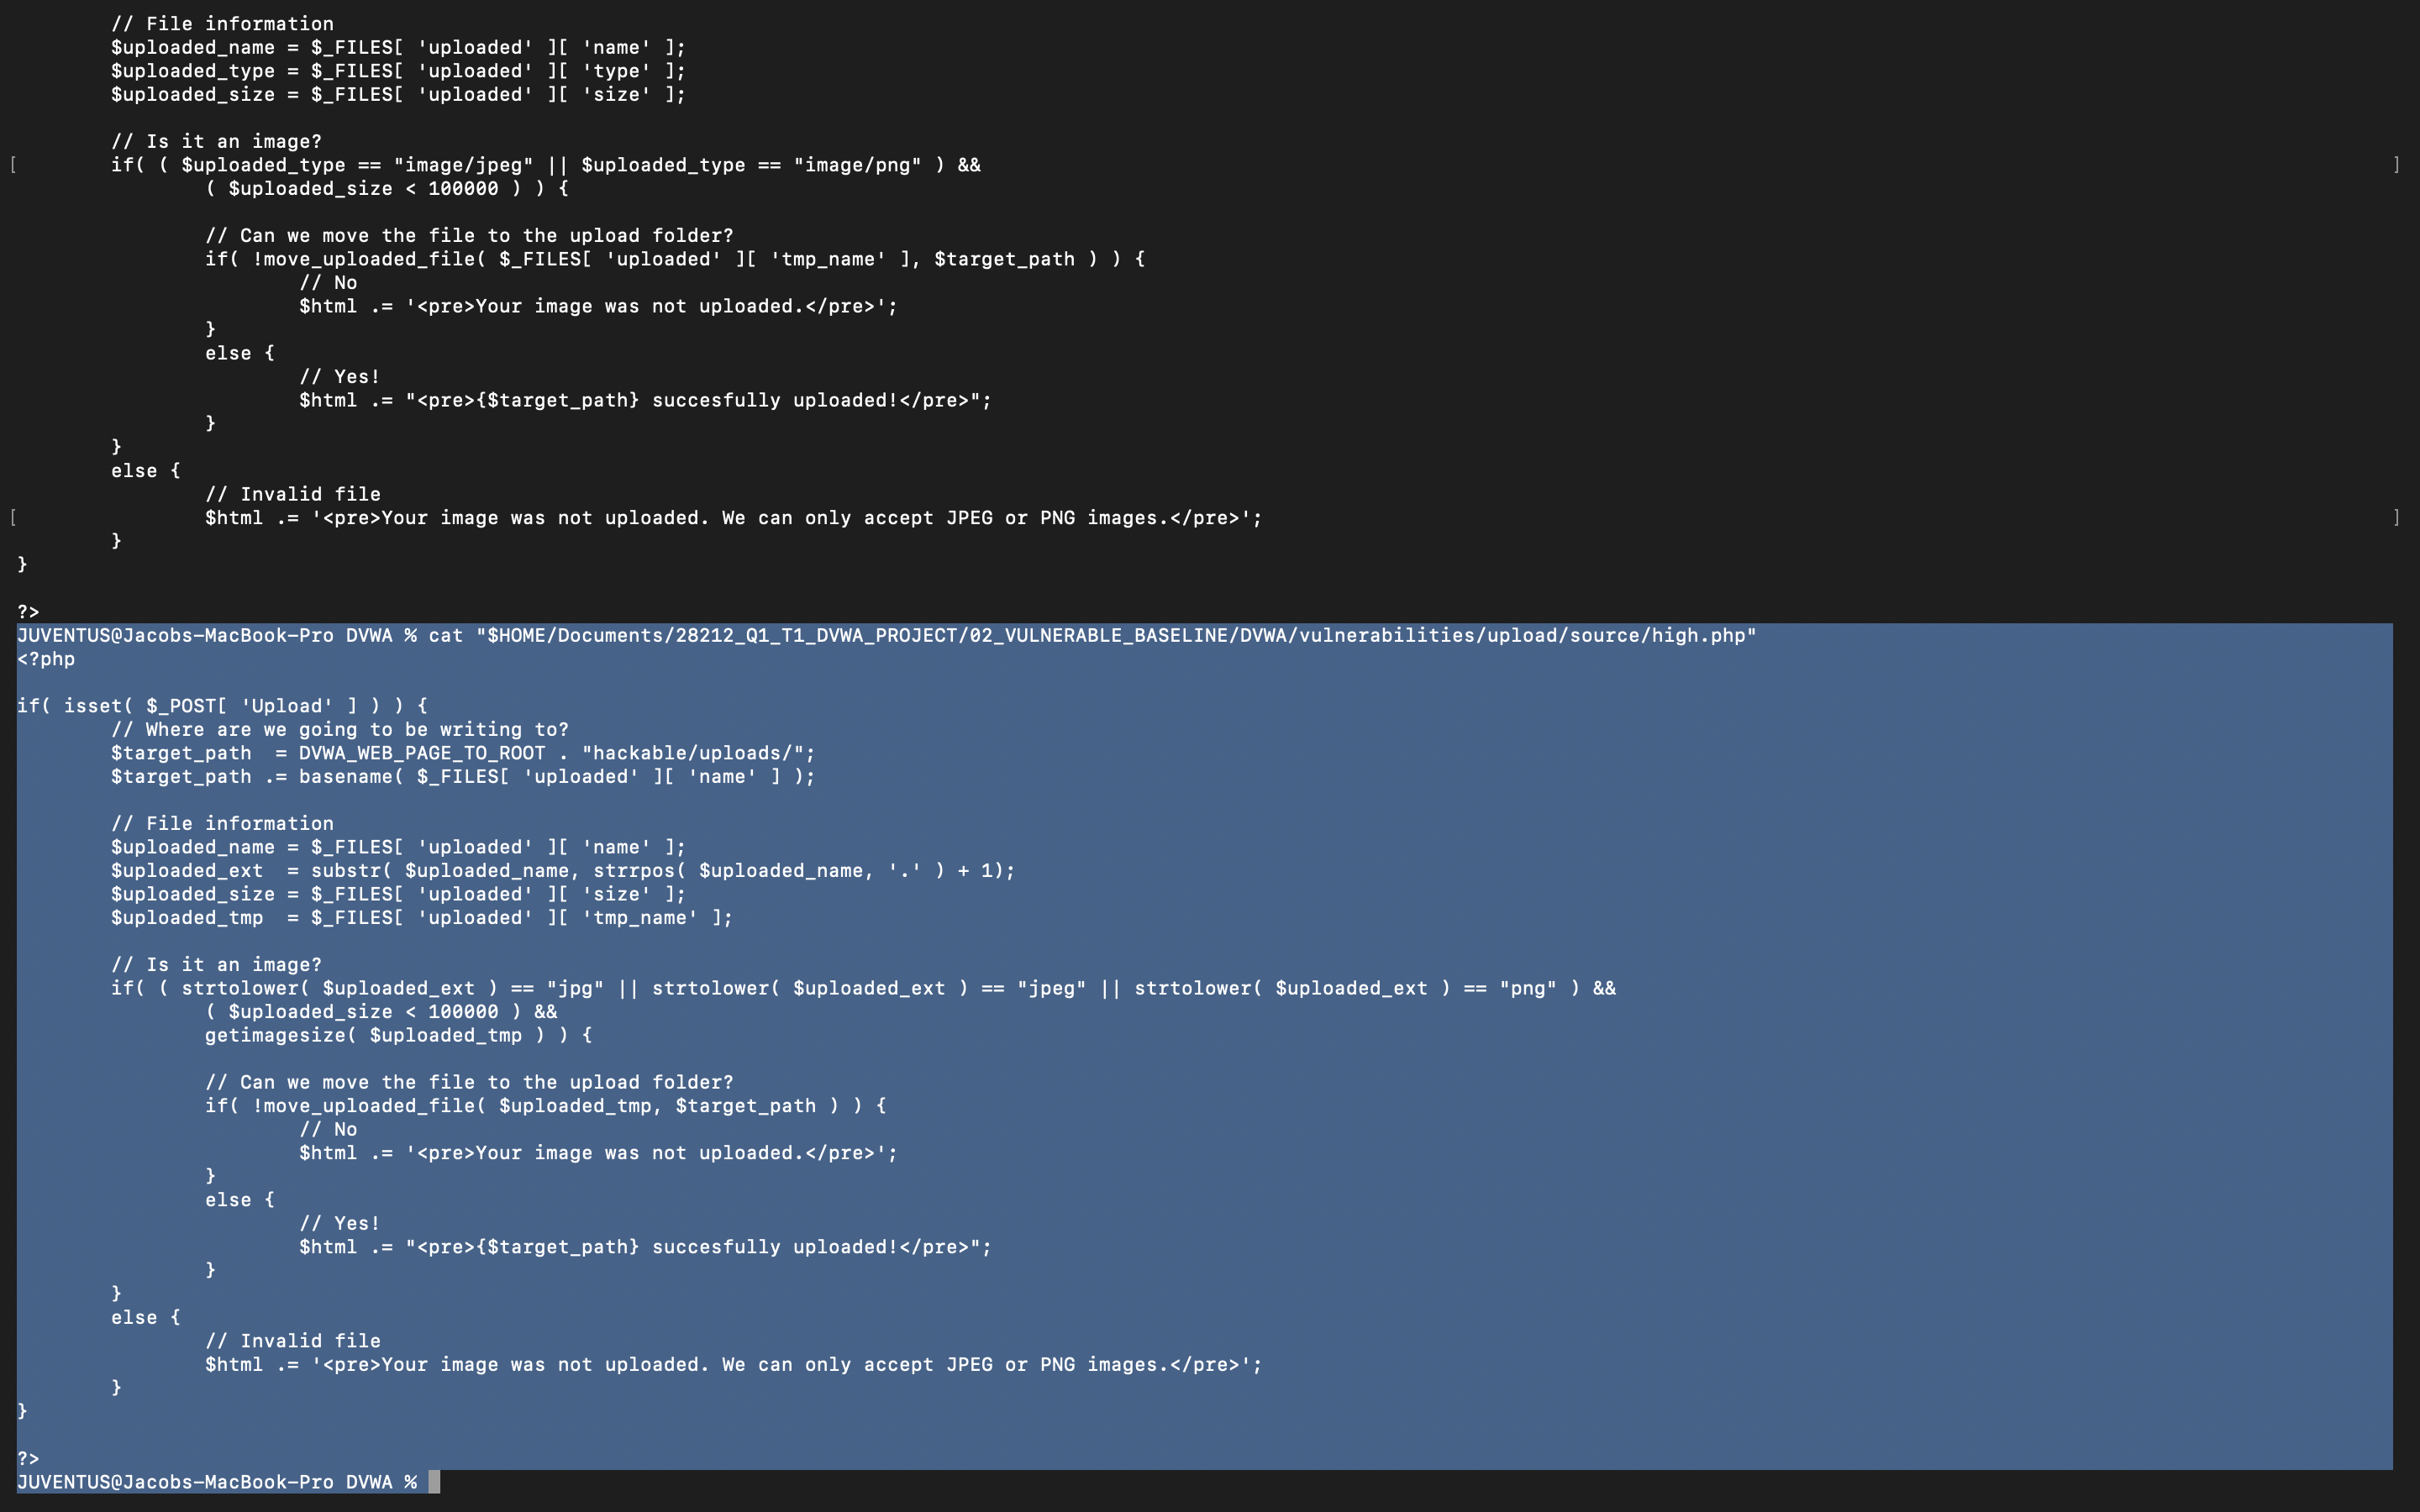 // File information
        $uploaded_name = $_FILES[ 'uploaded' ][ 'name' ];
        $uploaded_type = $_FILES[ 'uploaded' ][ 'type' ];
        $uploaded_size = $_FILES[ 'uploaded' ][ 'size' ];

        // Is it an image?
[       if( ( $uploaded_type == "image/jpeg" || $uploaded_type == "image/png" ) && ]
                ( $uploaded_size < 100000 ) ) {

                // Can we move the file to the upload folder?
                if( !move_uploaded_file( $_FILES[ 'uploaded' ][ 'tmp_name' ], $target_path ) ) {
                        // No
                        $html .= '<pre>Your image was not uploaded.</pre>';
                }
                else {
                        // Yes!
                        $html .= "<pre>{$target_path} succesfully uploaded!</pre>";
                }
        }
        else {
                // Invalid file
[               $html .= '<pre>Your image was not uploaded. We can only accept JPEG or PNG images.</pre>'; ]
        }
}

?>
JUVENTUS@Jacobs-MacBook-Pro DVWA % cat "$HOME/Documents/28212_Q1_T1_DVWA_PROJECT/02_VULNERABLE_BASELINE/DVWA/vulnerabilities/upload/source/high.php"
<?php

if( isset( $_POST[ 'Upload' ] ) ) {
        // Where are we going to be writing to?
        $target_path  = DVWA_WEB_PAGE_TO_ROOT . "hackable/uploads/";
        $target_path .= basename( $_FILES[ 'uploaded' ][ 'name' ] );

        // File information
        $uploaded_name = $_FILES[ 'uploaded' ][ 'name' ];
        $uploaded_ext  = substr( $uploaded_name, strrpos( $uploaded_name, '.' ) + 1);
        $uploaded_size = $_FILES[ 'uploaded' ][ 'size' ];
        $uploaded_tmp  = $_FILES[ 'uploaded' ][ 'tmp_name' ];

        // Is it an image?
        if( ( strtolower( $uploaded_ext ) == "jpg" || strtolower( $uploaded_ext ) == "jpeg" || strtolower( $uploaded_ext ) == "png" ) &&
                ( $uploaded_size < 100000 ) &&
                getimagesize( $uploaded_tmp ) ) {

                // Can we move the file to the upload folder?
                if( !move_uploaded_file( $uploaded_tmp, $target_path ) ) {
                        // No
                        $html .= '<pre>Your image was not uploaded.</pre>';
                }
                else {
                        // Yes!
                        $html .= "<pre>{$target_path} succesfully uploaded!</pre>";
                }
        }
        else {
                // Invalid file
                $html .= '<pre>Your image was not uploaded. We can only accept JPEG or PNG images.</pre>';
        }
}

?>
JUVENTUS@Jacobs-MacBook-Pro DVWA %